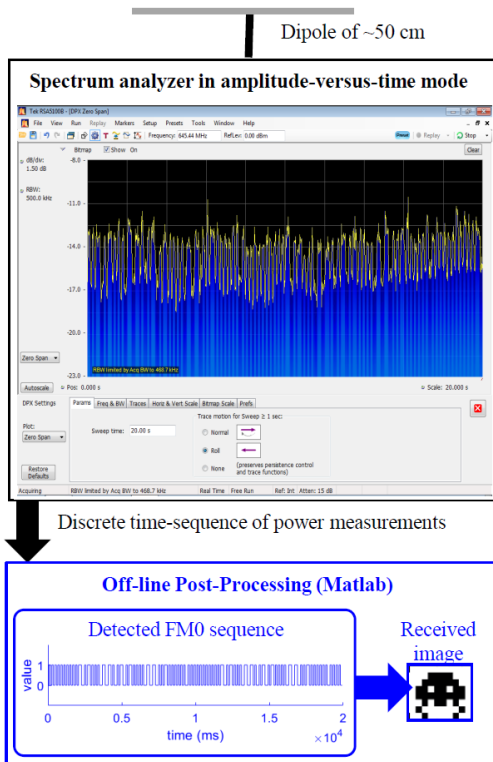 Dipole of ~50 cm
Spectrum analyzer in amplitude-versus-time mode
Tek RSA5100B - [DPX Zero Span]
File View Run Replay Markers Setup Presets Tools Window Help
Frequency: 645.44 MHz RefLev: 0.00 dBm Replay Stop
Bitmap Show On Clear
dB/div:
1.50 dB
RBW:
500.0 kHz
-8.0
-11.0
-14.0
-17.0
-20.0
-23.0
RBW limited by Acq BW to 468.7 kHz
Zero Span
Autoscale Pos: 0.000 s Scale: 20.000 s
DPX Settings Params Freq & BW Traces Horiz & Vert Scale Bitmap Scale Prefs
Plot:
Zero Span
Sweep time: 20.00 s
Trace motion for Sweep ≥ 1 sec:
Normal
Roll
None (preserves persistence control and trace functions)
Restore
Defaults
Acquiring RBW limited by Acq BW to 468.7 kHz Real Time Free Run Ref: Int Atten: 15 dB
Discrete time-sequence of power measurements
Off-line Post-Processing (Matlab)
Detected FM0 sequence
Received
image
value
1
0
0 0.5 1 1.5 2
time (ms) ×10⁴